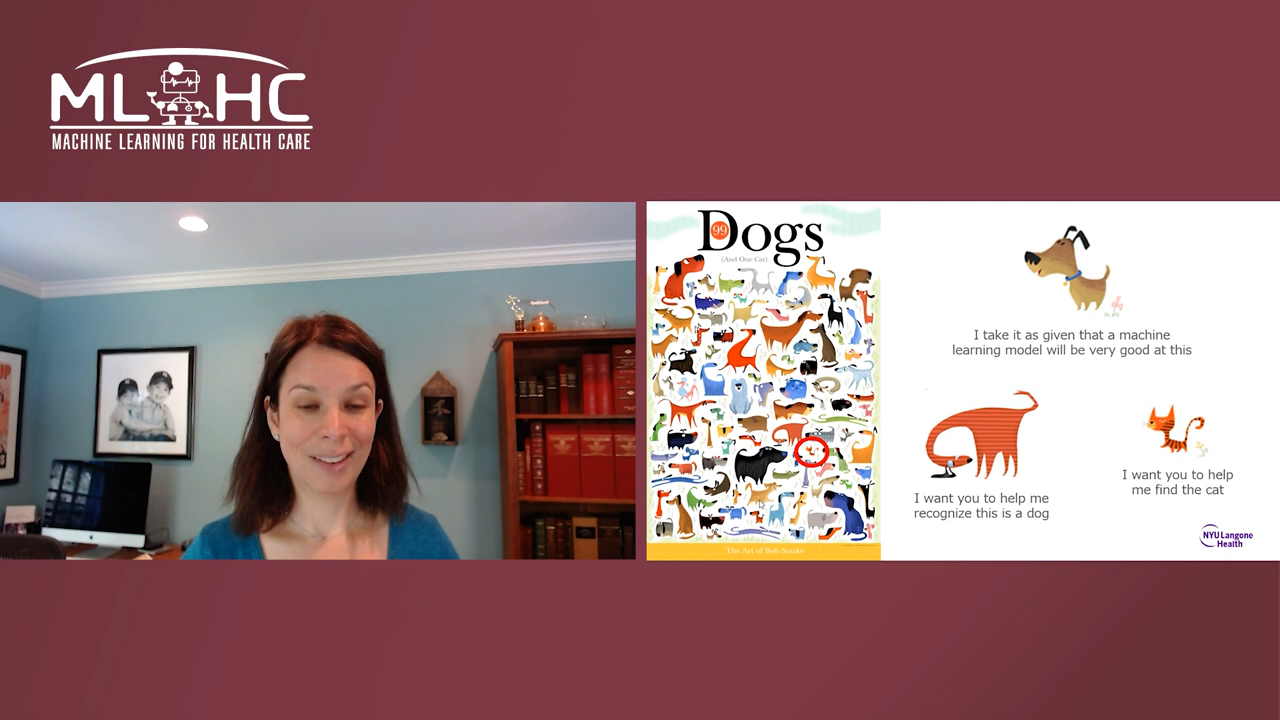 ML HC
MACHINE LEARNING FOR HEALTH CARE
UP
99
Dogs
(And One Cat)
The Art of Bob Staake
I take it as given that a machine
learning model will be very good at this
I want you to help me
recognize this is a dog
I want you to help
me find the cat
NYU Langone
Health